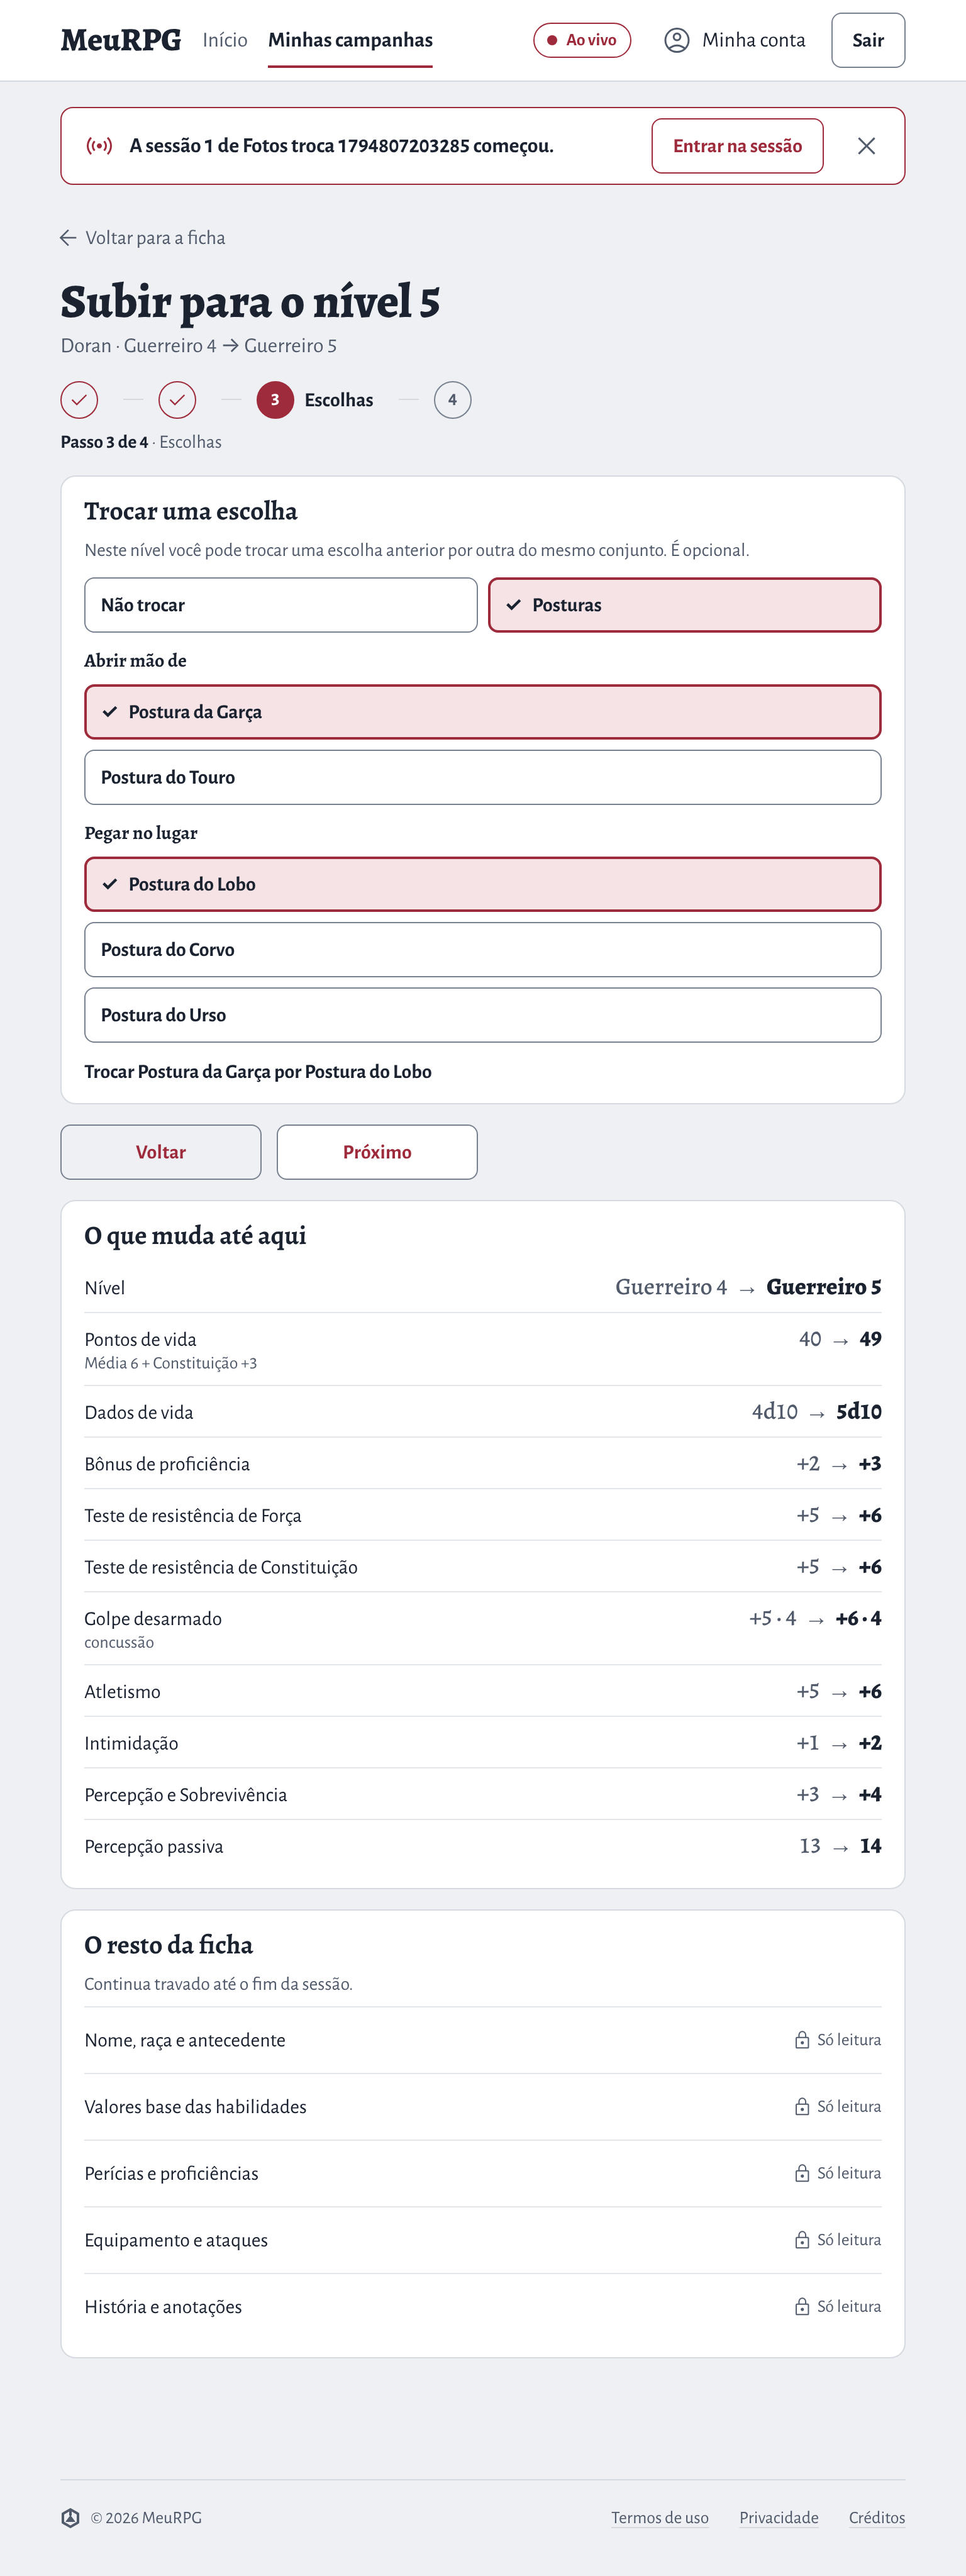 MeuRPG Início Minhas campanhas Ao vivo Minha conta Sair
A sessão 1 de Fotos troca 1794807203285 começou. Entrar na sessão
← Voltar para a ficha
Subir para o nível 5
Doran · Guerreiro 4 → Guerreiro 5
3 Escolhas 4
Passo 3 de 4 · Escolhas
Trocar uma escolha
Neste nível você pode trocar uma escolha anterior por outra do mesmo conjunto. É opcional.
Não trocar Posturas
Abrir mão de
Postura da Garça
Postura do Touro
Pegar no lugar
Postura do Lobo
Postura do Corvo
Postura do Urso
Trocar Postura da Garça por Postura do Lobo
Voltar Próximo
O que muda até aqui
Nível Guerreiro 4 → Guerreiro 5
Pontos de vida 40 → 49
Média 6 + Constituição +3
Dados de vida 4d10 → 5d10
Bônus de proficiência +2 → +3
Teste de resistência de Força +5 → +6
Teste de resistência de Constituição +5 → +6
Golpe desarmado +5 · 4 → +6 · 4
concussão
Atletismo +5 → +6
Intimidação +1 → +2
Percepção e Sobrevivência +3 → +4
Percepção passiva 13 → 14
O resto da ficha
Continua travado até o fim da sessão.
Nome, raça e antecedente Só leitura
Valores base das habilidades Só leitura
Perícias e proficiências Só leitura
Equipamento e ataques Só leitura
História e anotações Só leitura
© 2026 MeuRPG Termos de uso Privacidade Créditos